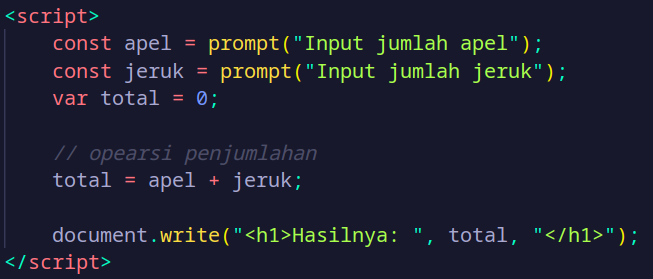 <script>
const apel = prompt("Input jumlah apel");
const jeruk = prompt("Input jumlah jeruk");
var total = 0;
// opearsi penjumlahan
total = apel + jeruk;
document.write("<h1>Hasilnya: ", total, "</h1>");
</script>